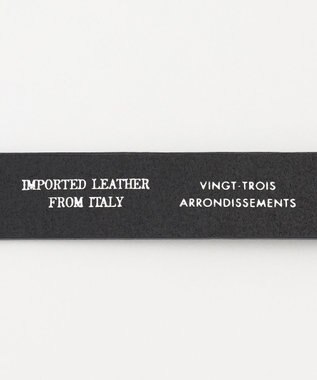 IMPORTED LEATHER
FROM ITALY
VINGT-TROIS
ARRONDISSEMENTS